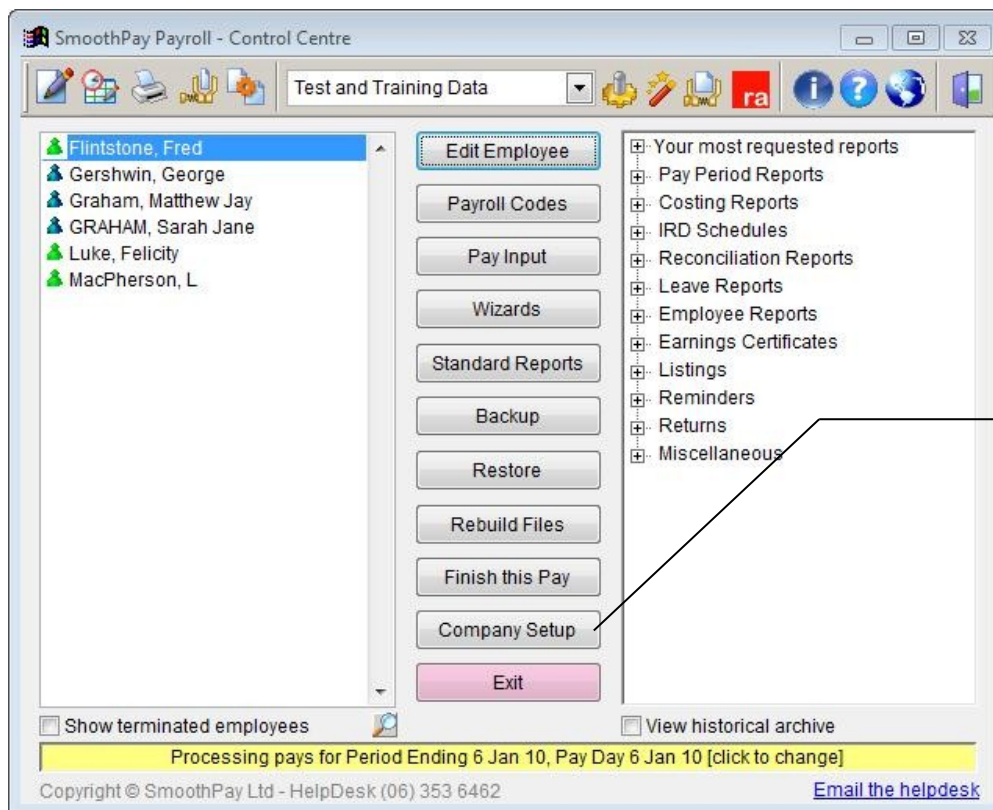 SmoothPay Payroll - Control Centre
Test and Training Data
ra
Flintstone, Fred
Gershwin, George
Graham, Matthew Jay
GRAHAM, Sarah Jane
Luke, Felicity
MacPherson, L
Edit Employee
Payroll Codes
Pay Input
Wizards
Standard Reports
Backup
Restore
Rebuild Files
Finish this Pay
Company Setup
Exit
Your most requested reports
Pay Period Reports
Costing Reports
IRD Schedules
Reconciliation Reports
Leave Reports
Employee Reports
Earnings Certificates
Listings
Reminders
Returns
Miscellaneous
Show terminated employees
View historical archive
Processing pays for Period Ending 6 Jan 10, Pay Day 6 Jan 10 [click to change]
Copyright © SmoothPay Ltd - HelpDesk (06) 353 6462
Email the helpdesk